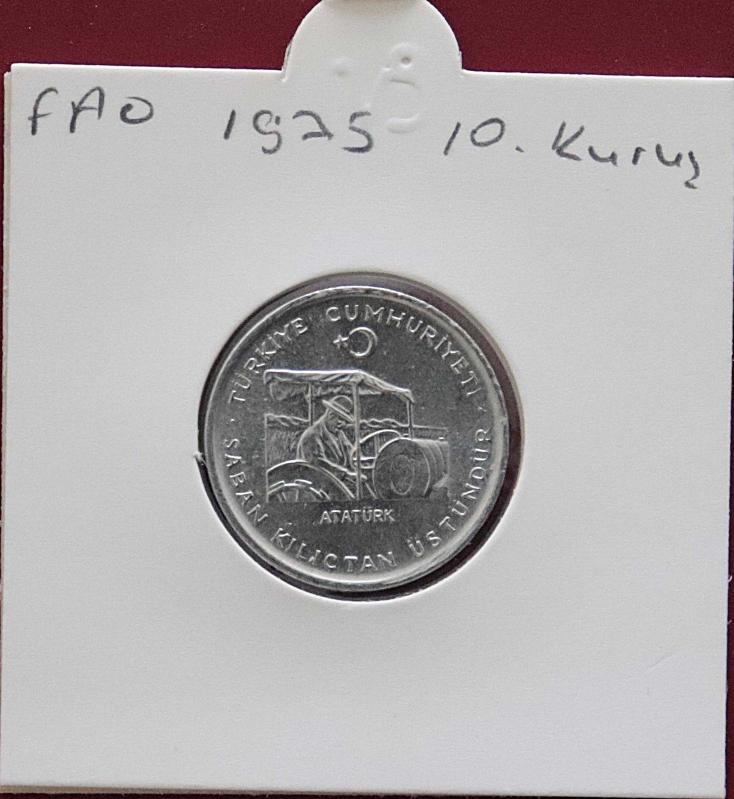 FAO 1975 10. Kuruş
TÜRKİYE CUMHURİYETİ
ATATÜRK
SABAN KILIÇTAN ÜSTÜNDÜR